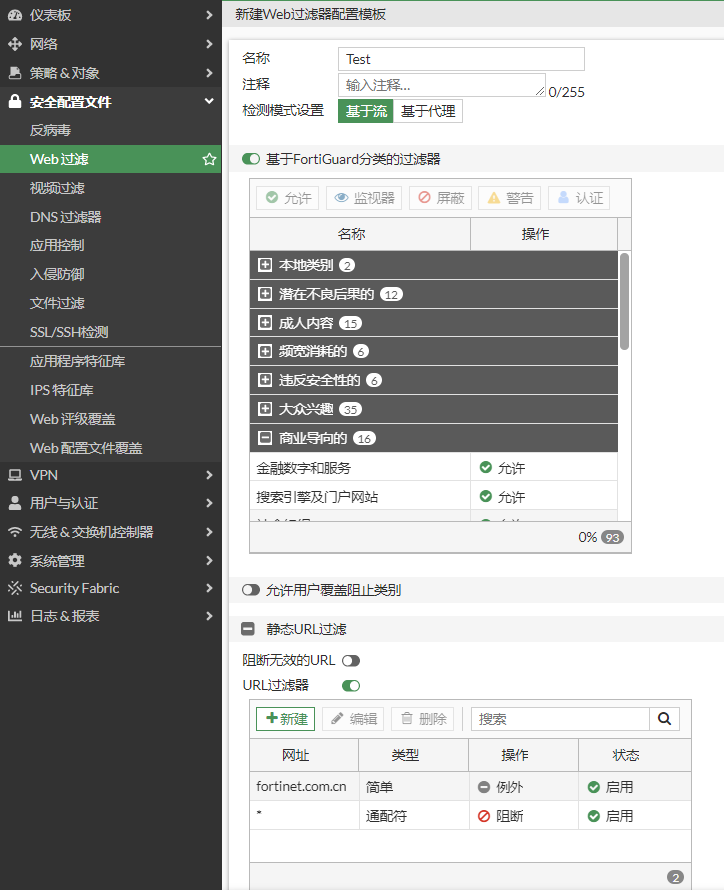 仪表板
网络
策略 & 对象
安全配置文件
反病毒
Web 过滤
视频过滤
DNS 过滤器
应用控制
入侵防御
文件过滤
SSL/SSH检测
应用程序特征库
IPS 特征库
Web 评级覆盖
Web 配置文件覆盖
VPN
用户与认证
无线 & 交换机控制器
系统管理
Security Fabric
日志 & 报表
新建Web过滤器配置模板
名称 Test
注释 输入注释... 0/255
检测模式设置 基于流 基于代理
基于FortiGuard分类的过滤器
允许 监视器 屏蔽 警告 认证
名称 操作
本地类别 2
潜在不良后果的 12
成人内容 15
频宽消耗的 6
违反安全性的 6
大众兴趣 35
商业导向的 16
金融数字和服务 允许
搜索引擎及门户网站 允许
0% 93
允许用户覆盖阻止类别
静态URL过滤
阻断无效的URL
URL过滤器
新建 编辑 删除 搜索
网址 类型 操作 状态
fortinet.com.cn 简单 例外 启用
* 通配符 阻断 启用
2